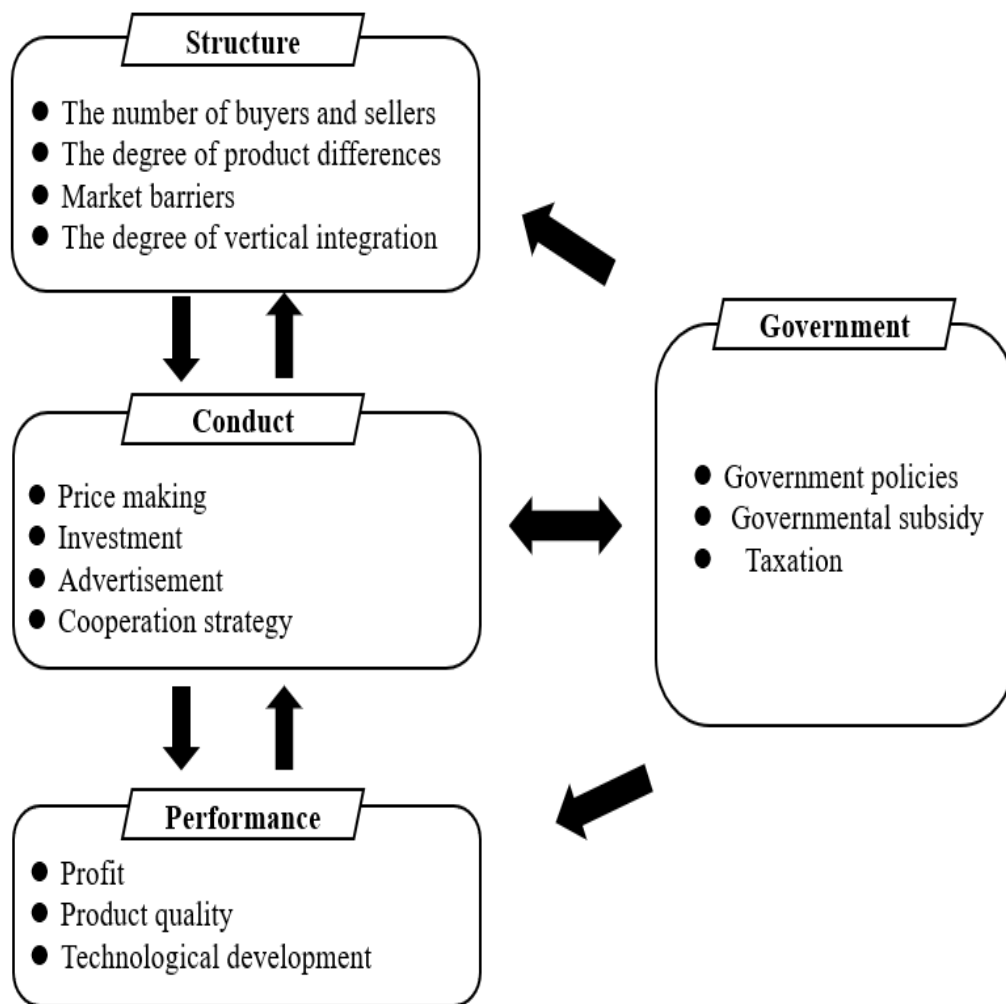 Structure
The number of buyers and sellers
The degree of product differences
Market barriers
The degree of vertical integration
Conduct
Price making
Investment
Advertisement
Cooperation strategy
Performance
Profit
Product quality
Technological development
Government
Government policies
Governmental subsidy
Taxation